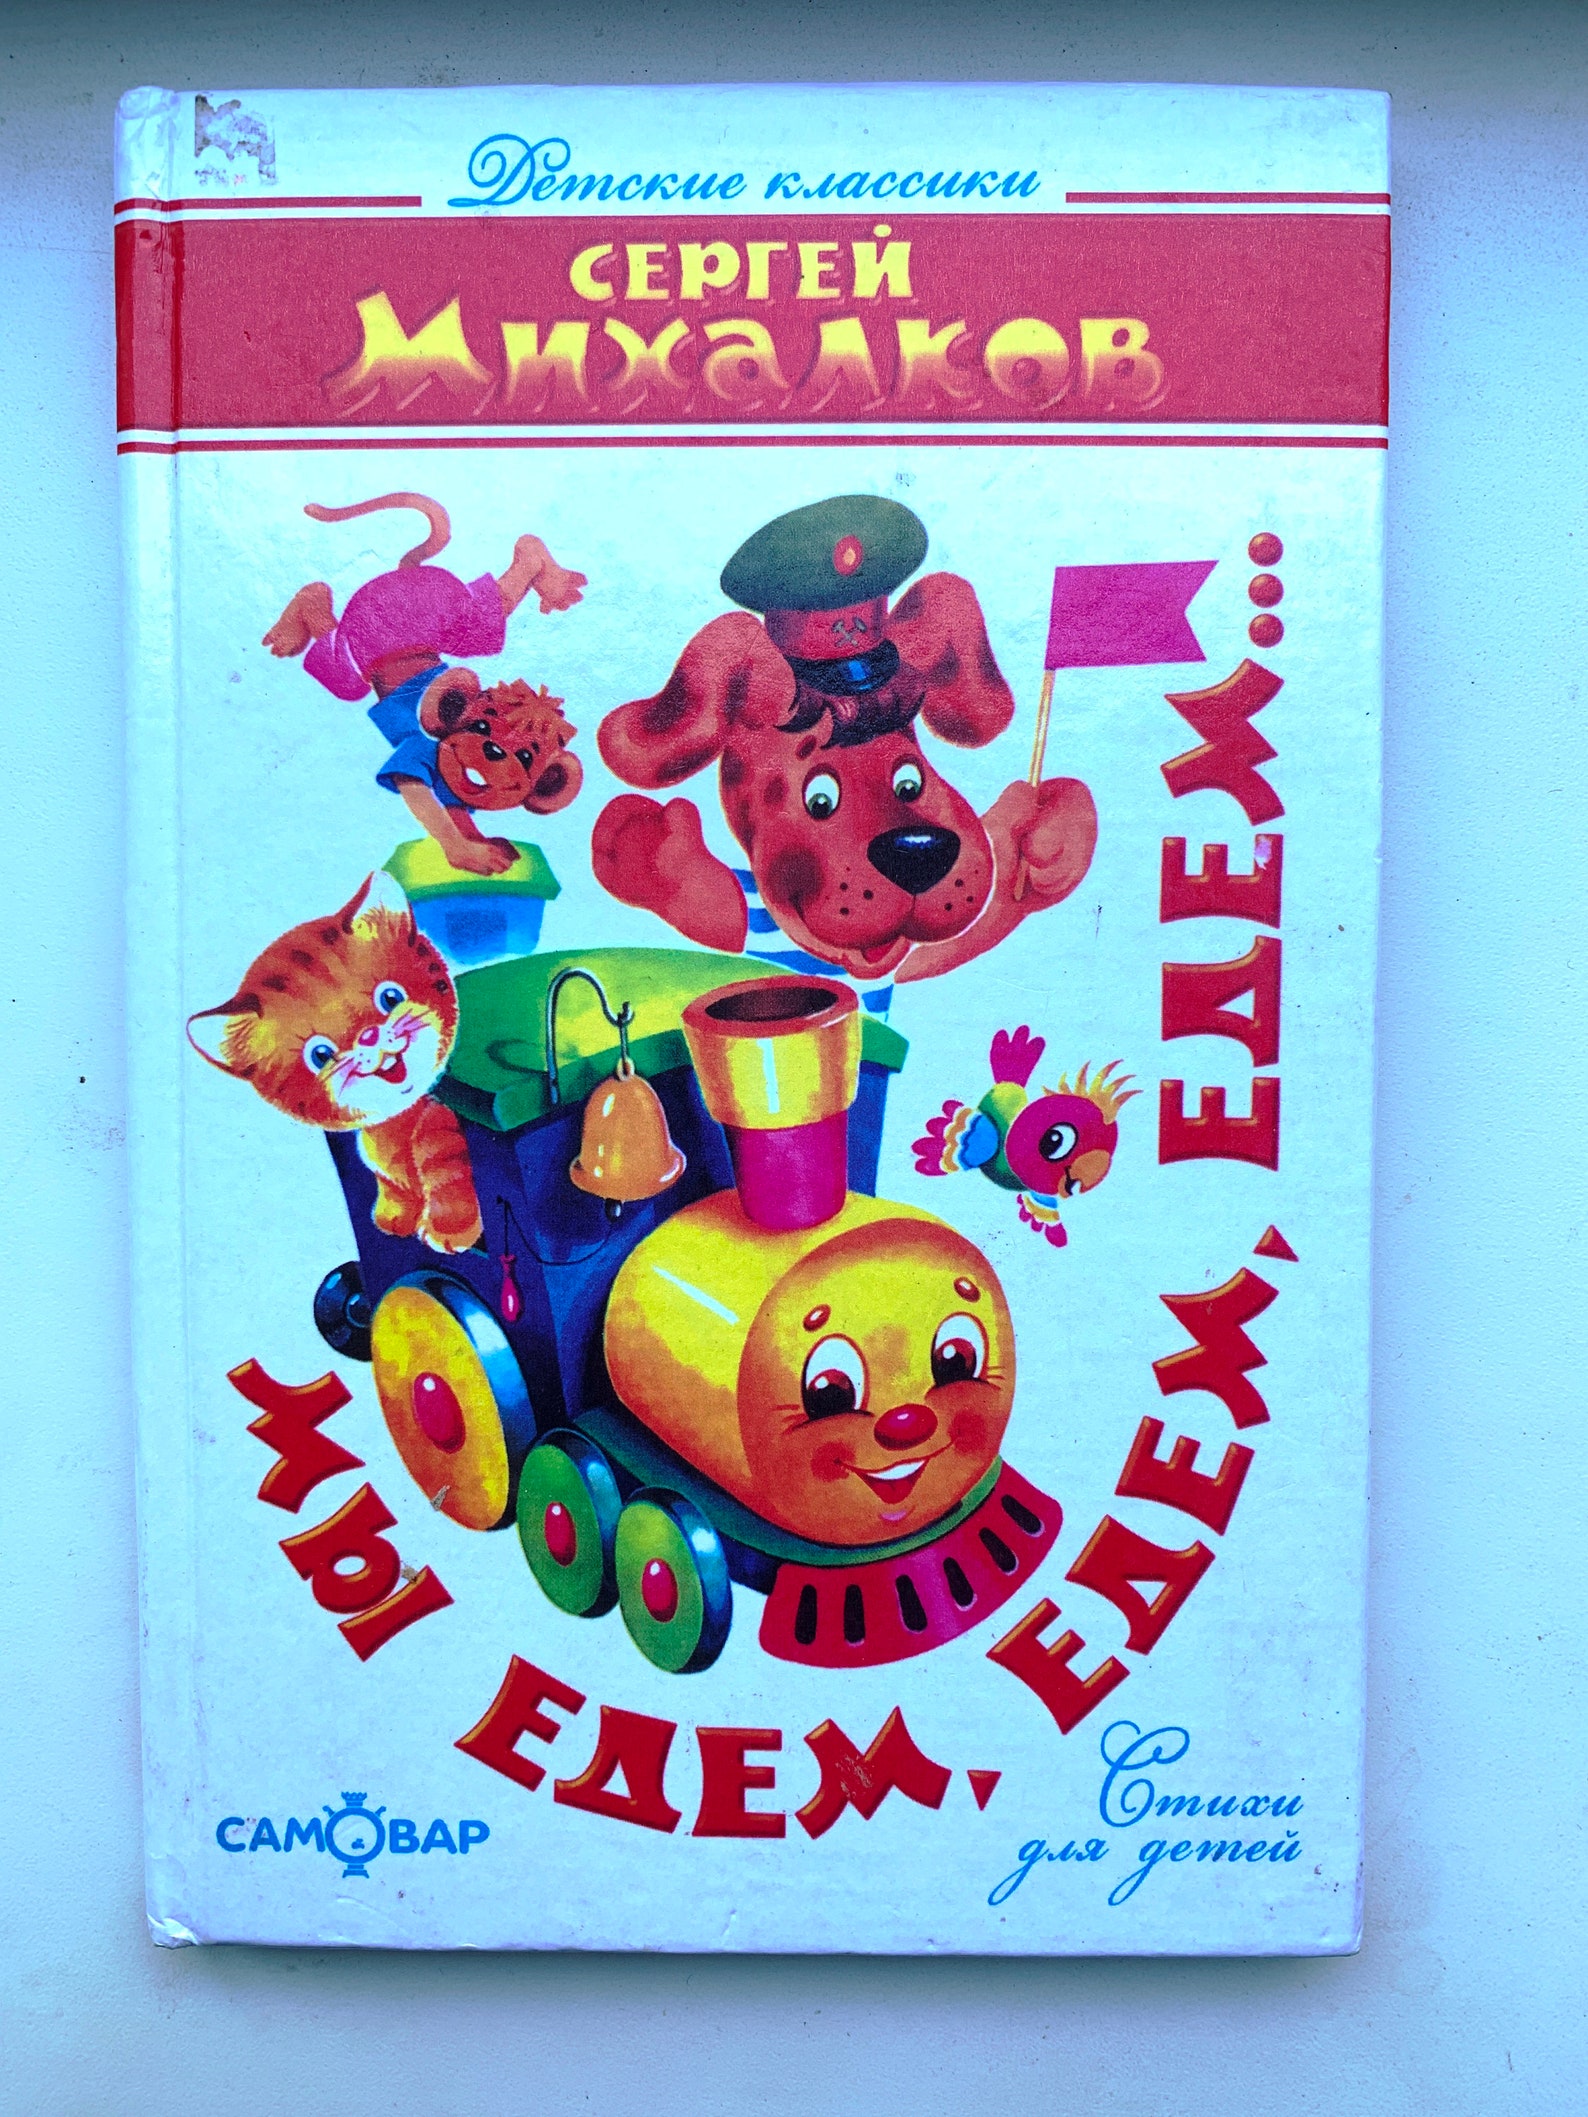 Детские классики
СЕРГЕЙ
МИХАЛКОВ
МЫ ЕДЕМ, ЕДЕМ, ЕДЕМ...
Стихи
для детей
САМОВАР